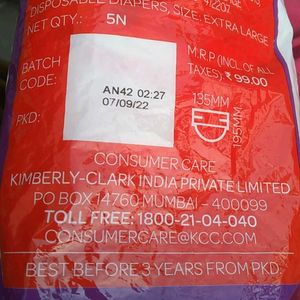 DISPOSABLE DIAPERS, SIZE: EXTRA LARGE
NET QTY.: 5N
M.R.P (INCL OF ALL
TAXES) ₹ 99.00
BATCH
CODE:
AN42 02:27
07/09/22
PKD:
135MM
195MM
CONSUMER CARE
KIMBERLY-CLARK INDIA PRIVATE LIMITED
PO BOX 14760 MUMBAI - 400099
TOLL FREE: 1800-21-04-040
CONSUMERCARE@KCC.COM
BEST BEFORE 3 YEARS FROM PKD.